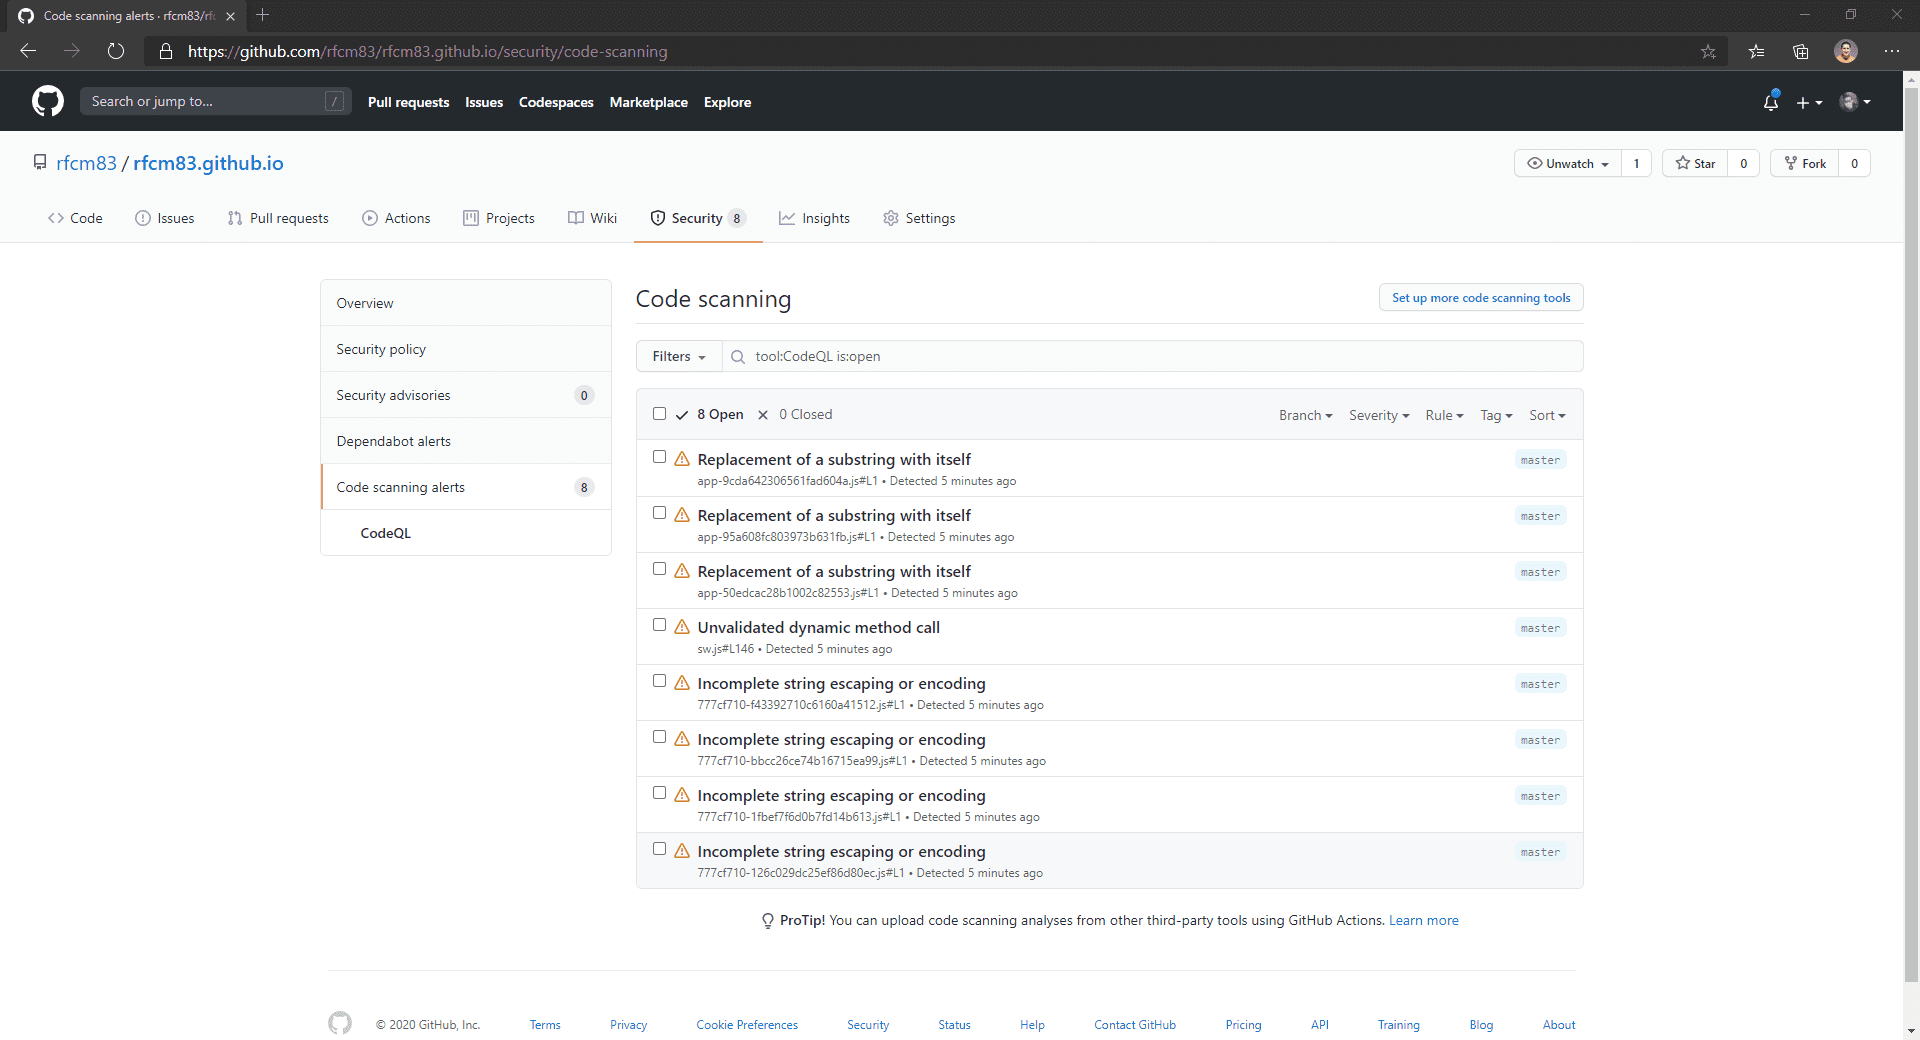 Code scanning alerts · rfcm83/rfc
https://github.com/rfcm83/rfcm83.github.io/security/code-scanning
Search or jump to... / Pull requests Issues Codespaces Marketplace Explore
rfcm83 / rfcm83.github.io Unwatch 1 Star 0 Fork 0
Code Issues Pull requests Actions Projects Wiki Security 8 Insights Settings
Overview
Security policy
Security advisories 0
Dependabot alerts
Code scanning alerts 8
CodeQL
Code scanning Set up more code scanning tools
Filters tool:CodeQL is:open
8 Open 0 Closed Branch Severity Rule Tag Sort
Replacement of a substring with itself master
app-9cda642306561fad604a.js#L1 • Detected 5 minutes ago
Replacement of a substring with itself master
app-95a608fc803973b631fb.js#L1 • Detected 5 minutes ago
Replacement of a substring with itself master
app-50edcac28b1002c82553.js#L1 • Detected 5 minutes ago
Unvalidated dynamic method call master
sw.js#L146 • Detected 5 minutes ago
Incomplete string escaping or encoding master
777cf710-f43392710c6160a41512.js#L1 • Detected 5 minutes ago
Incomplete string escaping or encoding master
777cf710-bbcc26ce74b16715ea99.js#L1 • Detected 5 minutes ago
Incomplete string escaping or encoding master
777cf710-1fbef7f6d0b7fd14b613.js#L1 • Detected 5 minutes ago
Incomplete string escaping or encoding master
777cf710-126c029dc25ef86d80ec.js#L1 • Detected 5 minutes ago
ProTip! You can upload code scanning analyses from other third-party tools using GitHub Actions. Learn more
© 2020 GitHub, Inc. Terms Privacy Cookie Preferences Security Status Help Contact GitHub Pricing API Training Blog About